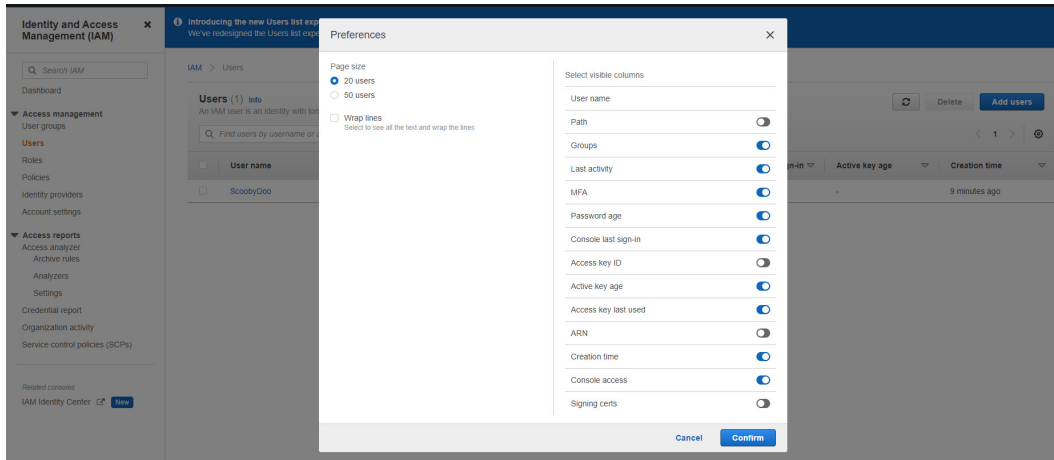 Identity and Access
Management (IAM)
Search IAM
Dashboard
Access management
User groups
Users
Roles
Policies
Identity providers
Account settings
Access reports
Access analyzer
Archive rules
Analyzers
Settings
Credential report
Organization activity
Service control policies (SCPs)
Related consoles
IAM Identity Center New
Introducing the new Users list exp
We've redesigned the Users list expe
IAM > Users
Users (1) Info
An IAM user is an identity with lon
Find users by username or a
User name
ScoobyDoo
Delete
Add users
1
Active key age
Creation time
-
9 minutes ago
Preferences
Page size
20 users
50 users
Wrap lines
Select to see all the text and wrap the lines
Select visible columns
User name
Path
Groups
Last activity
MFA
Password age
Console last sign-in
Access key ID
Active key age
Access key last used
ARN
Creation time
Console access
Signing certs
Cancel
Confirm